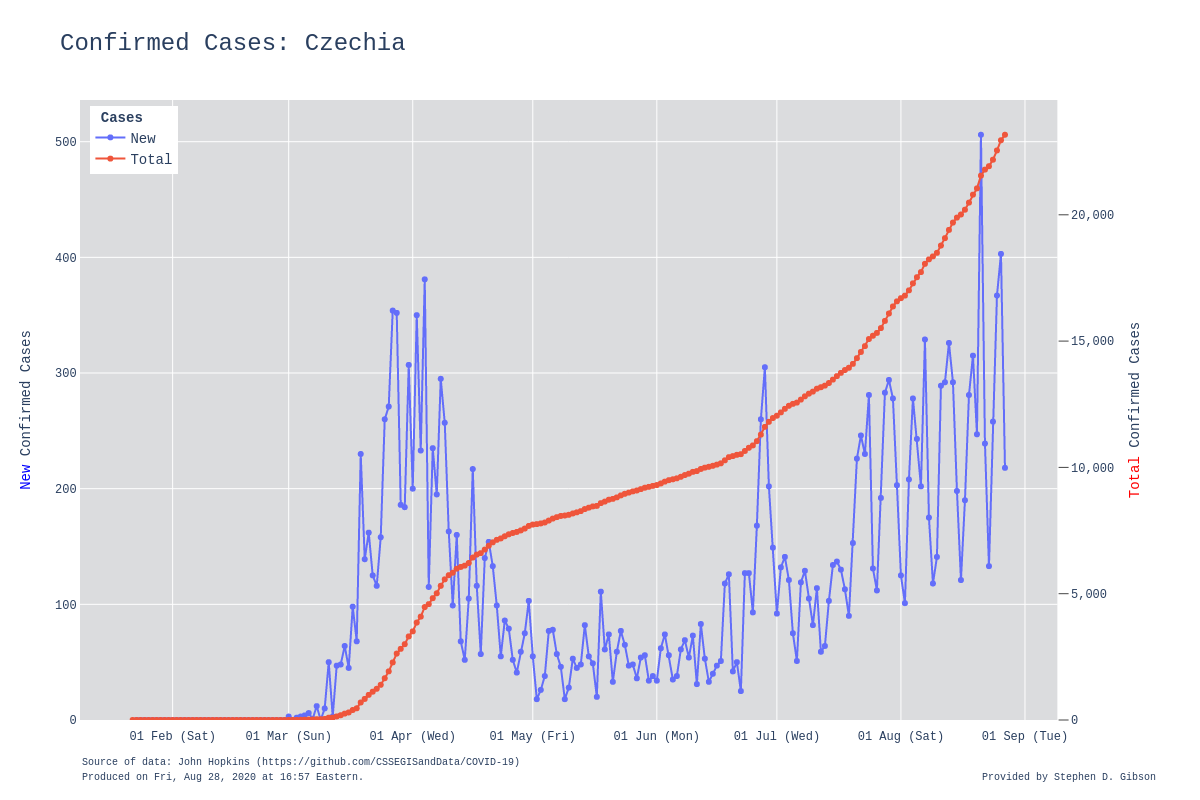 Confirmed Cases: Czechia
Cases
New
Total
500
400
300
200
100
0
20,000
15,000
10,000
5,000
0
New Confirmed Cases
Total Confirmed Cases
01 Feb (Sat) 01 Mar (Sun) 01 Apr (Wed) 01 May (Fri) 01 Jun (Mon) 01 Jul (Wed) 01 Aug (Sat) 01 Sep (Tue)
Source of data: John Hopkins (https://github.com/CSSEGISandData/COVID-19)
Produced on Fri, Aug 28, 2020 at 16:57 Eastern.
Provided by Stephen D. Gibson